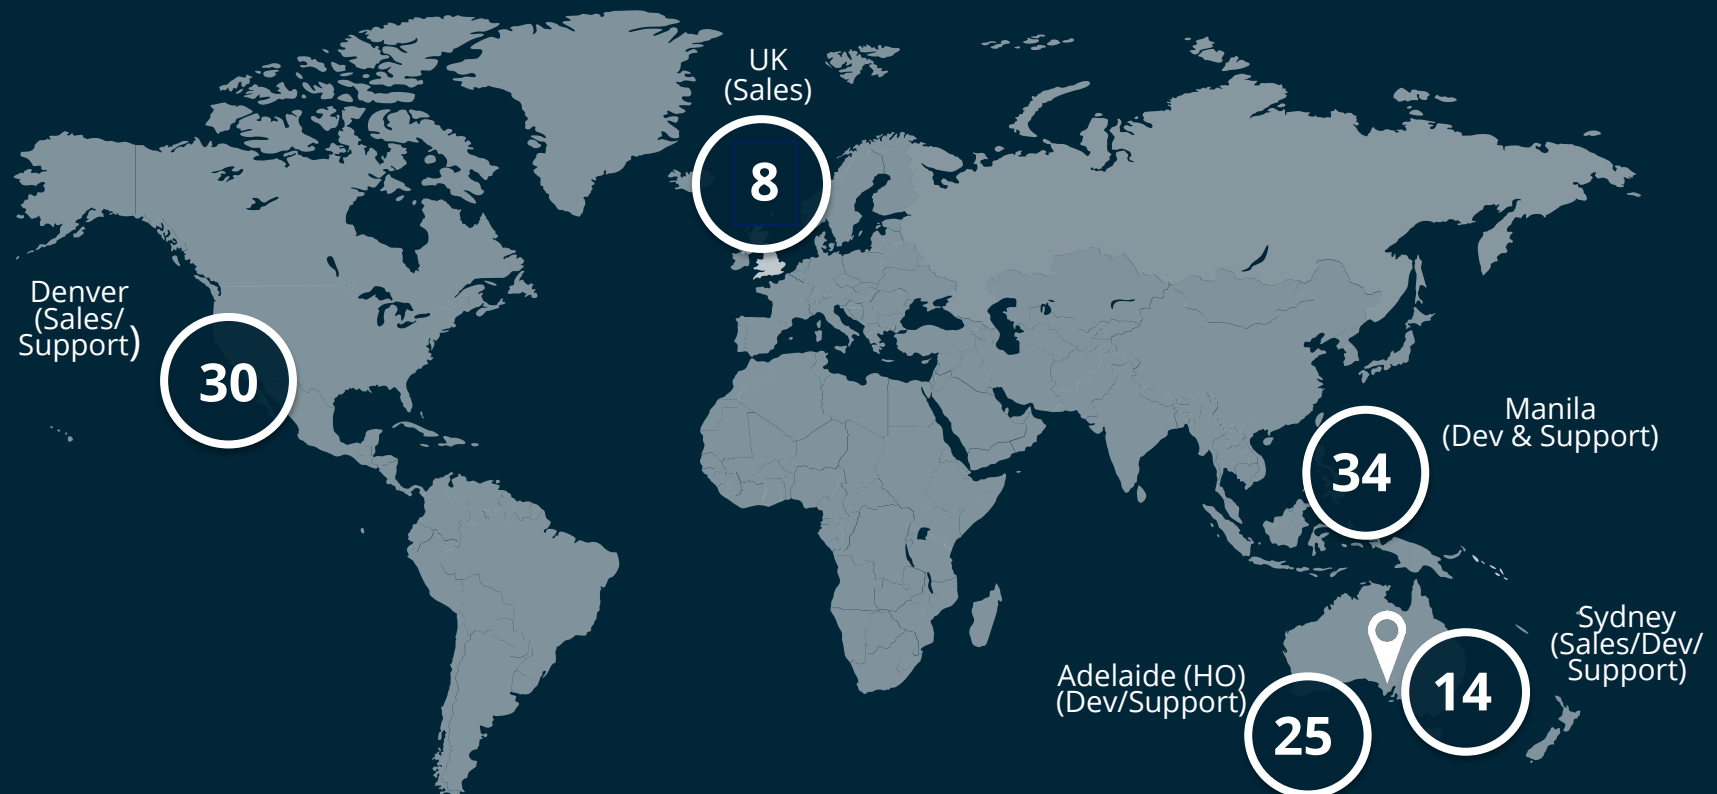 UK
(Sales)
8
Denver
(Sales/
Support)
30
Manila
(Dev & Support)
34
Sydney
(Sales/Dev/
Support)
14
Adelaide (HO)
(Dev/Support)
25